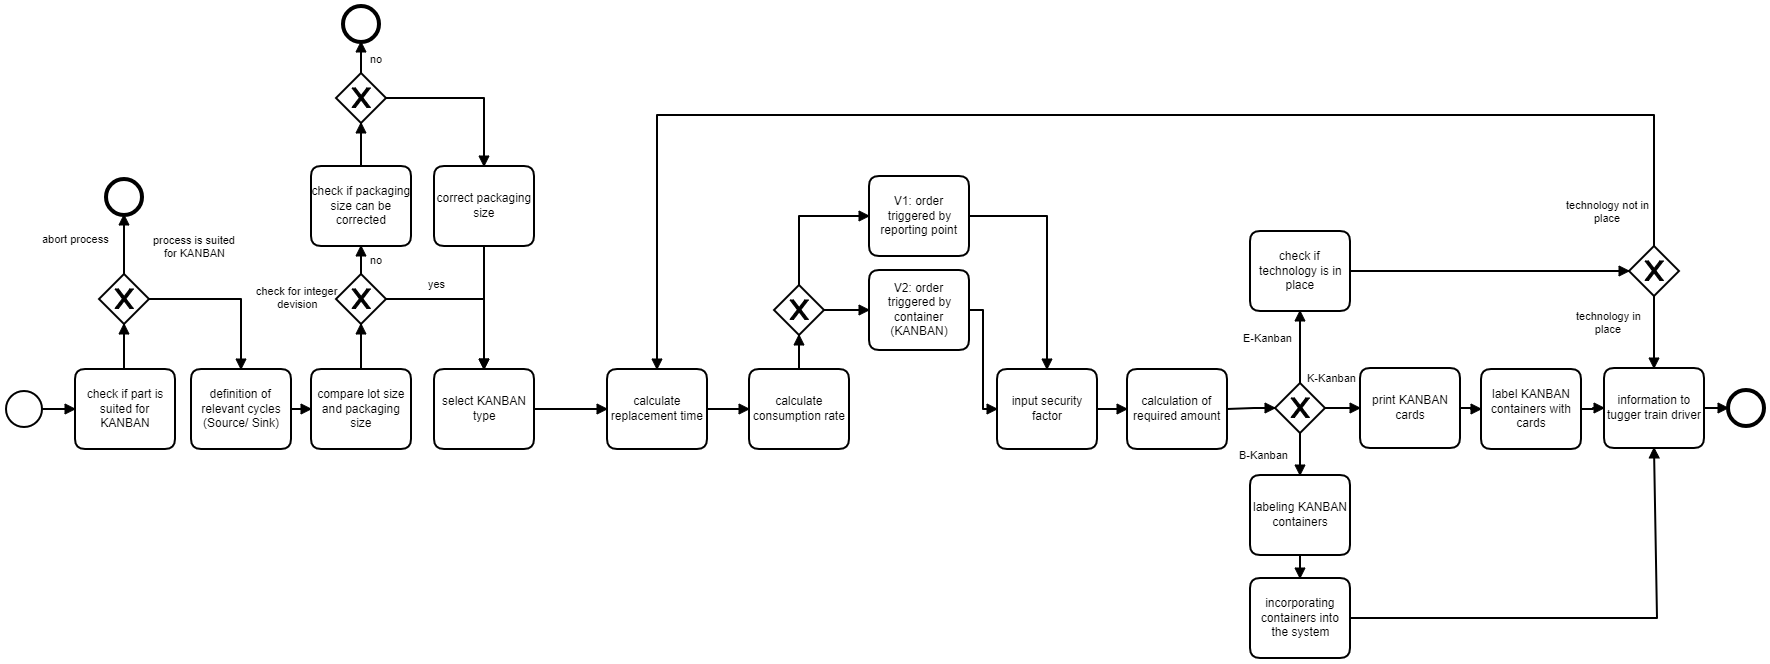 no
check if packaging
size can be
corrected
correct packaging
size
abort process
process is suited
for KANBAN
no
check for integer
devision
yes
check if part is
suited for
KANBAN
definition of
relevant cycles
(Source/ Sink)
compare lot size
and packaging
size
select KANBAN
type
calculate
replacement time
calculate
consumption rate
V1: order
triggered by
reporting point
V2: order
triggered by
container
(KANBAN)
input security
factor
calculation of
required amount
check if
technology is in
place
E-Kanban
K-Kanban
B-Kanban
print KANBAN
cards
label KANBAN
containers with
cards
labeling KANBAN
containers
incorporating
containers into
the system
technology not in
place
technology in
place
information to
tugger train driver